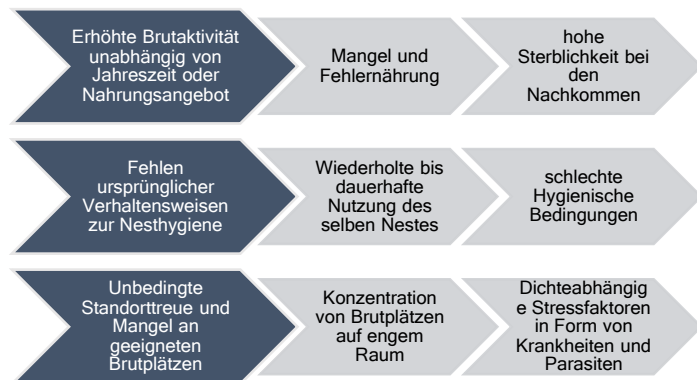 Erhöhte Brutaktivität
unabhängig von
Jahreszeit oder
Nahrungsangebot
Mangel und
Fehlernährung
hohe
Sterblichkeit bei
den
Nachkommen
Fehlen
ursprünglicher
Verhaltensweisen
zur Nesthygiene
Wiederholte bis
dauerhafte
Nutzung des
selben Nestes
schlechte
Hygienische
Bedingungen
Unbedingte
Standorttreue und
Mangel an
geeigneten
Brutplätzen
Konzentration
von Brutplätzen
auf engem
Raum
Dichteabhängig
e Stressfaktoren
in Form von
Krankheiten und
Parasiten